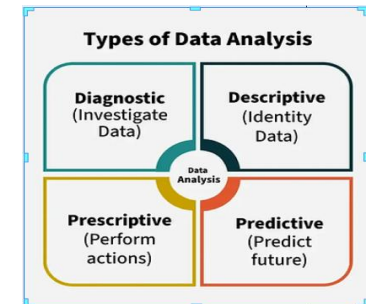 Types of Data Analysis
Diagnostic
(Investigate
Data)
Descriptive
(Identity
Data)
Data
Analysis
Prescriptive
(Perform
actions)
Predictive
(Predict
future)